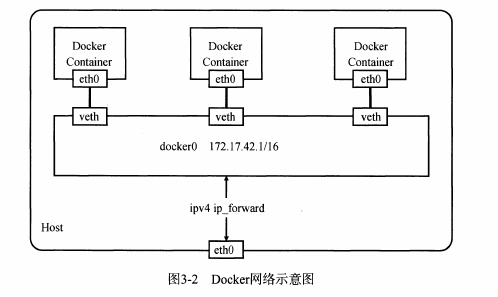 Docker
Container
eth0
Docker
Container
eth0
Docker
Container
eth0
veth
veth
veth
docker0 172.17.42.1/16
ipv4 ip_forward
Host
eth0
图3-2 Docker网络示意图